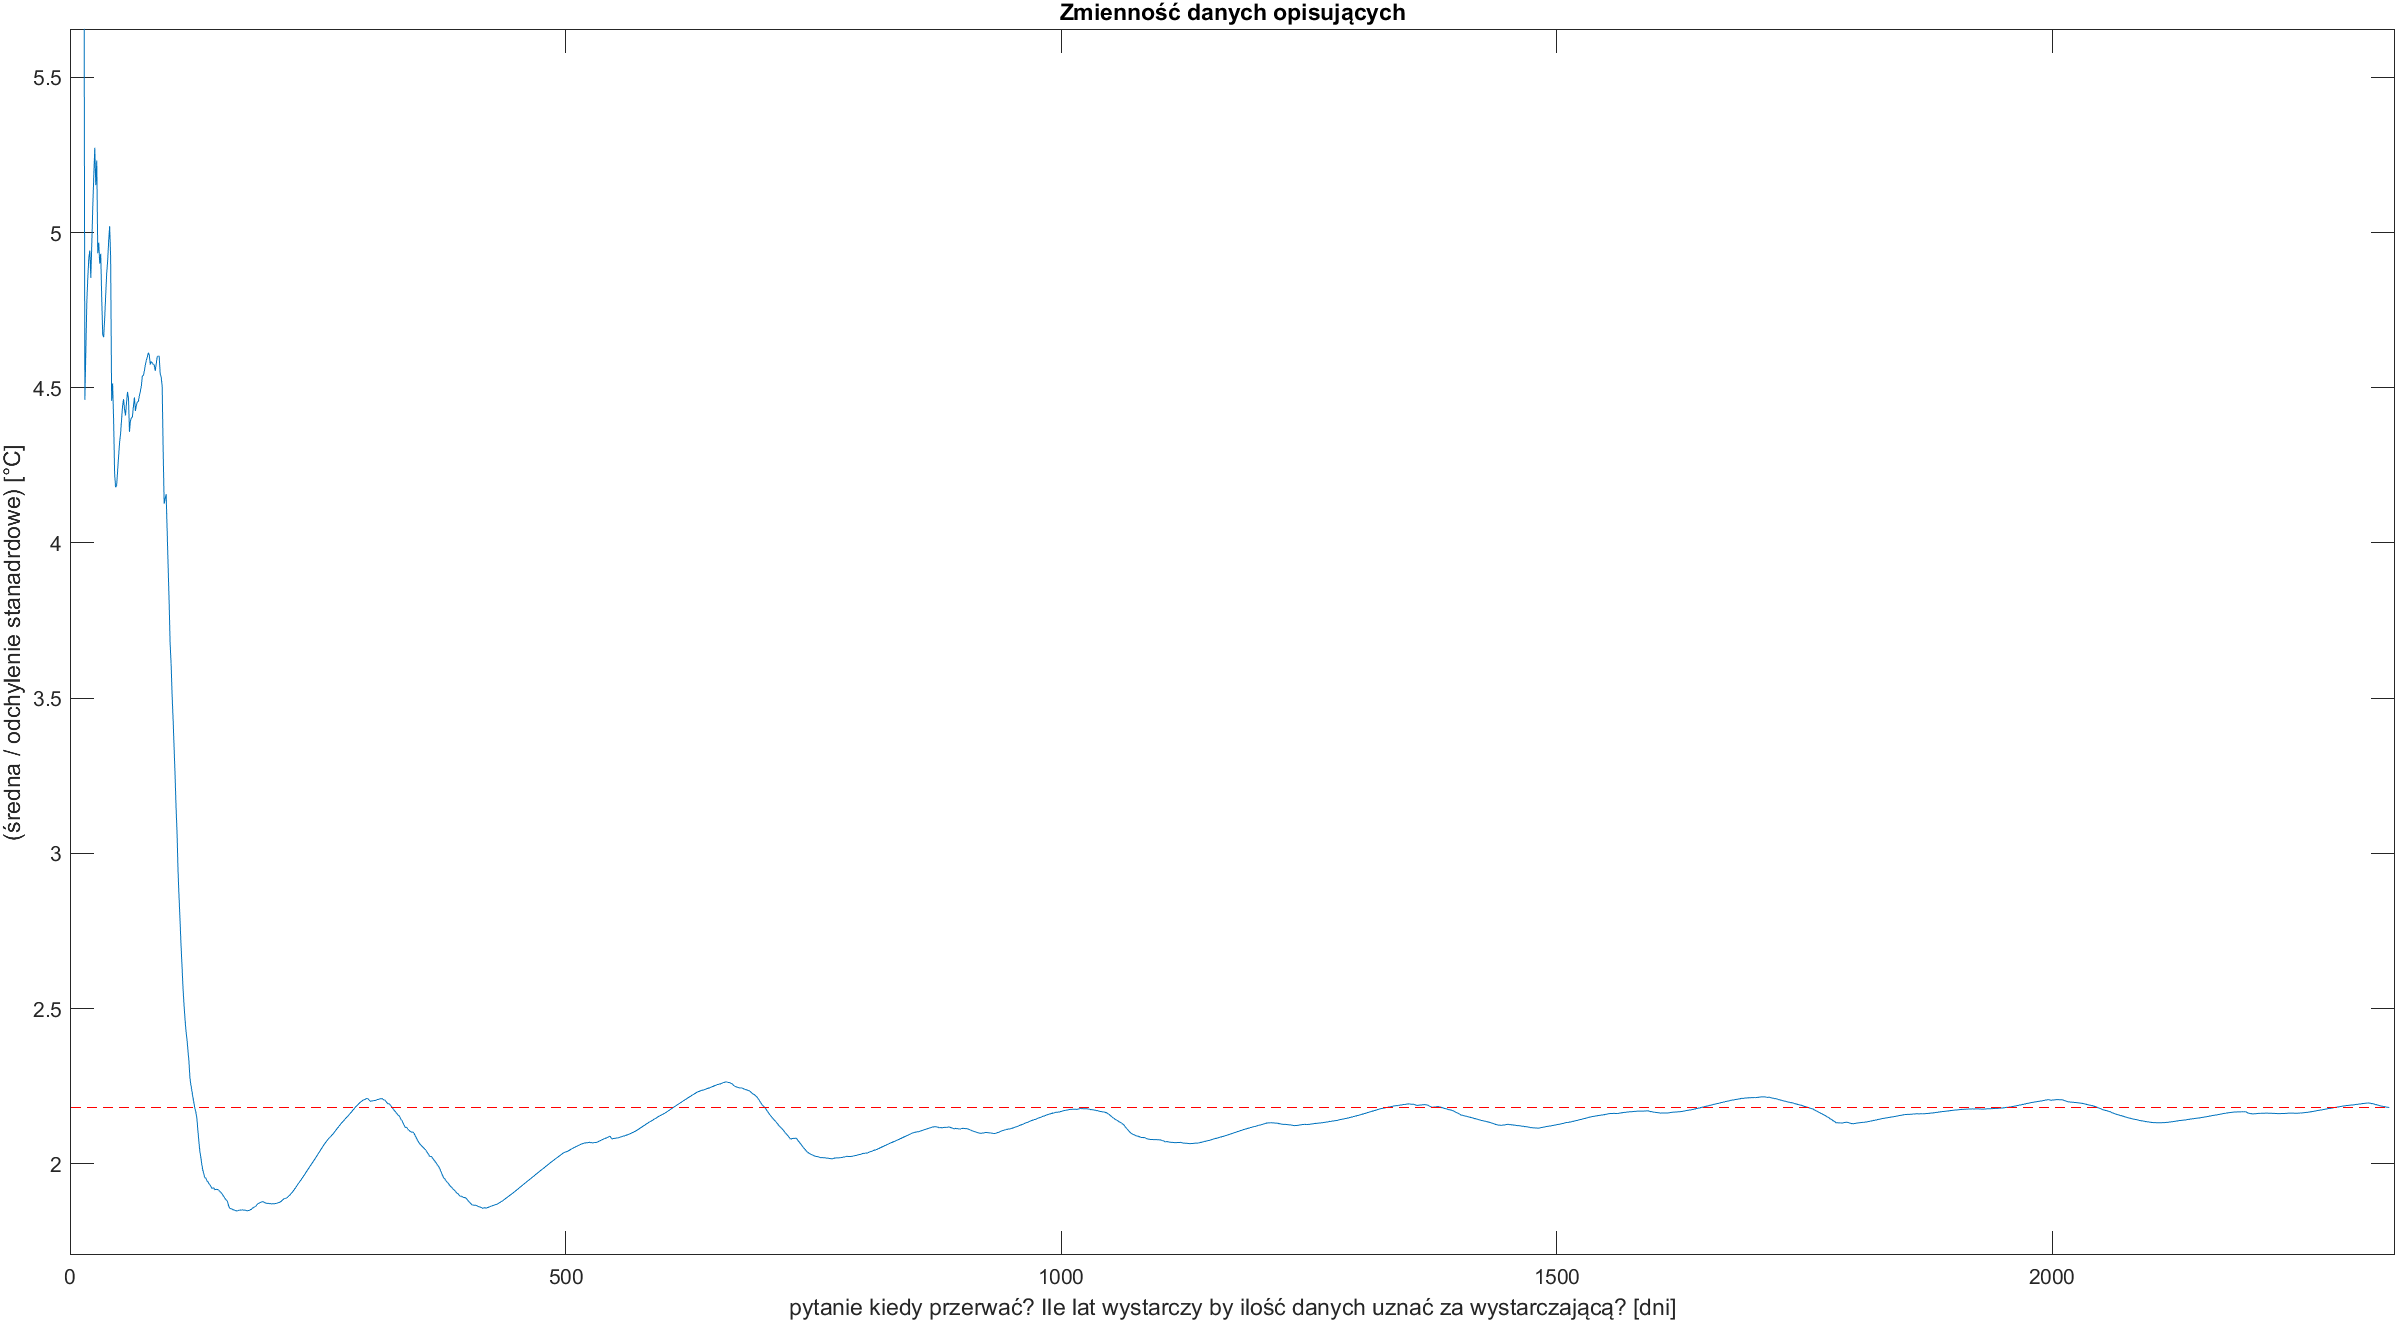 Zmienność danych opisujących
5.5
5
4.5
4
3.5
3
2.5
2
(średna / odchylenie stanadrdowe) [°C]
0 500 1000 1500 2000
pytanie kiedy przerwać? Ile lat wystarczy by ilość danych uznać za wystarczającą? [dni]